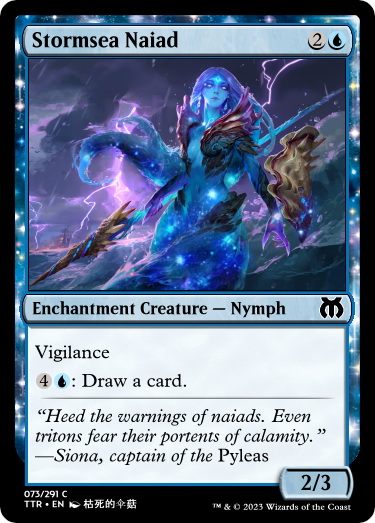 Stormsea Naiad 2
Enchantment Creature — Nymph
Vigilance
4: Draw a card.
“Heed the warnings of naiads. Even
tritons fear their portents of calamity.”
—Siona, captain of the Pyleas
2/3
073/291 C
TTR • EN 枯死的伞菇
™ & © 2023 Wizards of the Coast